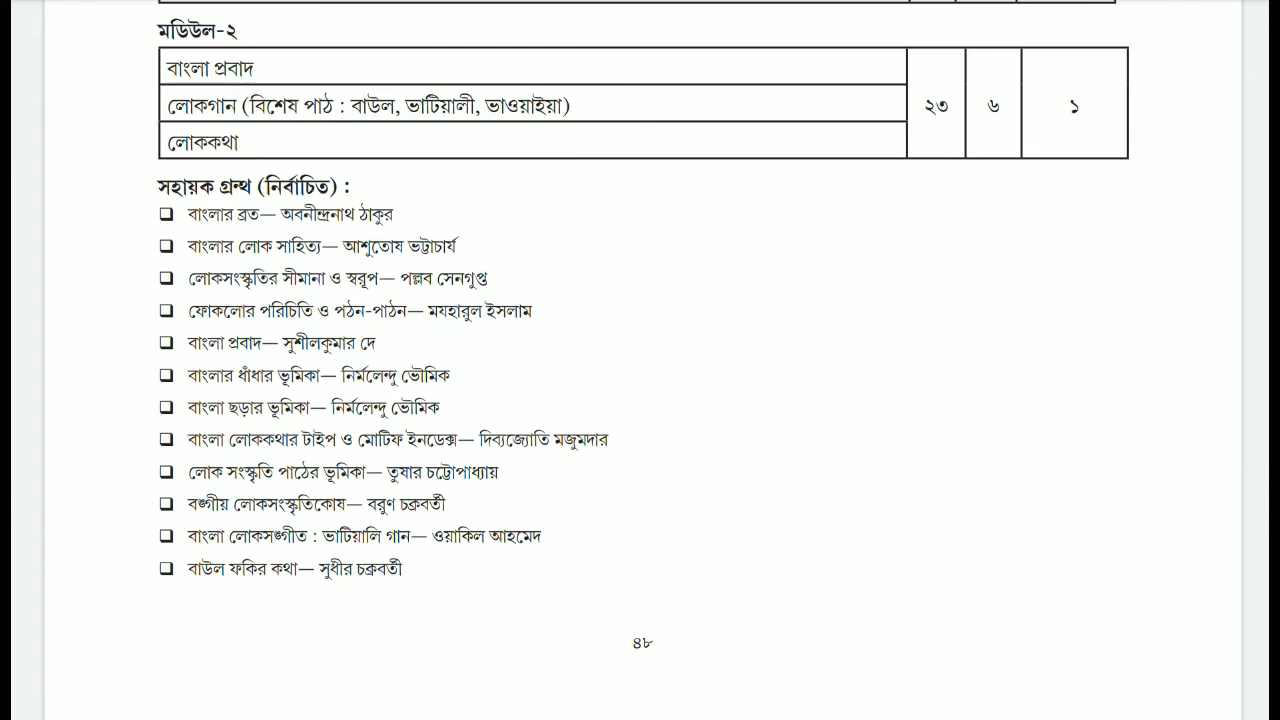 মডিউল-২
বাংলা প্রবাদ
লোকগান (বিশেষ পাঠ : বাউল, ভাটিয়ালী, ভাওয়াইয়া)
২৩ ৬ ১
লোককথা
সহায়ক গ্রন্থ (নির্বাচিত) :
❑ বাংলার ব্রত— অবনীন্দ্রনাথ ঠাকুর
❑ বাংলার লোক সাহিত্য— আশুতোষ ভট্টাচার্য
❑ লোকসংস্কৃতির সীমানা ও স্বরূপ— পল্লব সেনগুপ্ত
❑ ফোকলোর পরিচিতি ও পঠন-পাঠন— মযহারুল ইসলাম
❑ বাংলা প্রবাদ— সুশীলকুমার দে
❑ বাংলার ধাঁধার ভূমিকা— নির্মলেন্দু ভৌমিক
❑ বাংলা ছড়ার ভূমিকা— নির্মলেন্দু ভৌমিক
❑ বাংলা লোককথার টাইপ ও মোটিফ ইনডেক্স— দিব্যজ্যোতি মজুমদার
❑ লোক সংস্কৃতি পাঠের ভূমিকা— তুষার চট্টোপাধ্যায়
❑ বঙ্গীয় লোকসংস্কৃতিকোষ— বরুণ চক্রবর্তী
❑ বাংলা লোকসঙ্গীত : ভাটিয়ালি গান— ওয়াকিল আহমেদ
❑ বাউল ফকির কথা— সুধীর চক্রবর্তী
৪৮